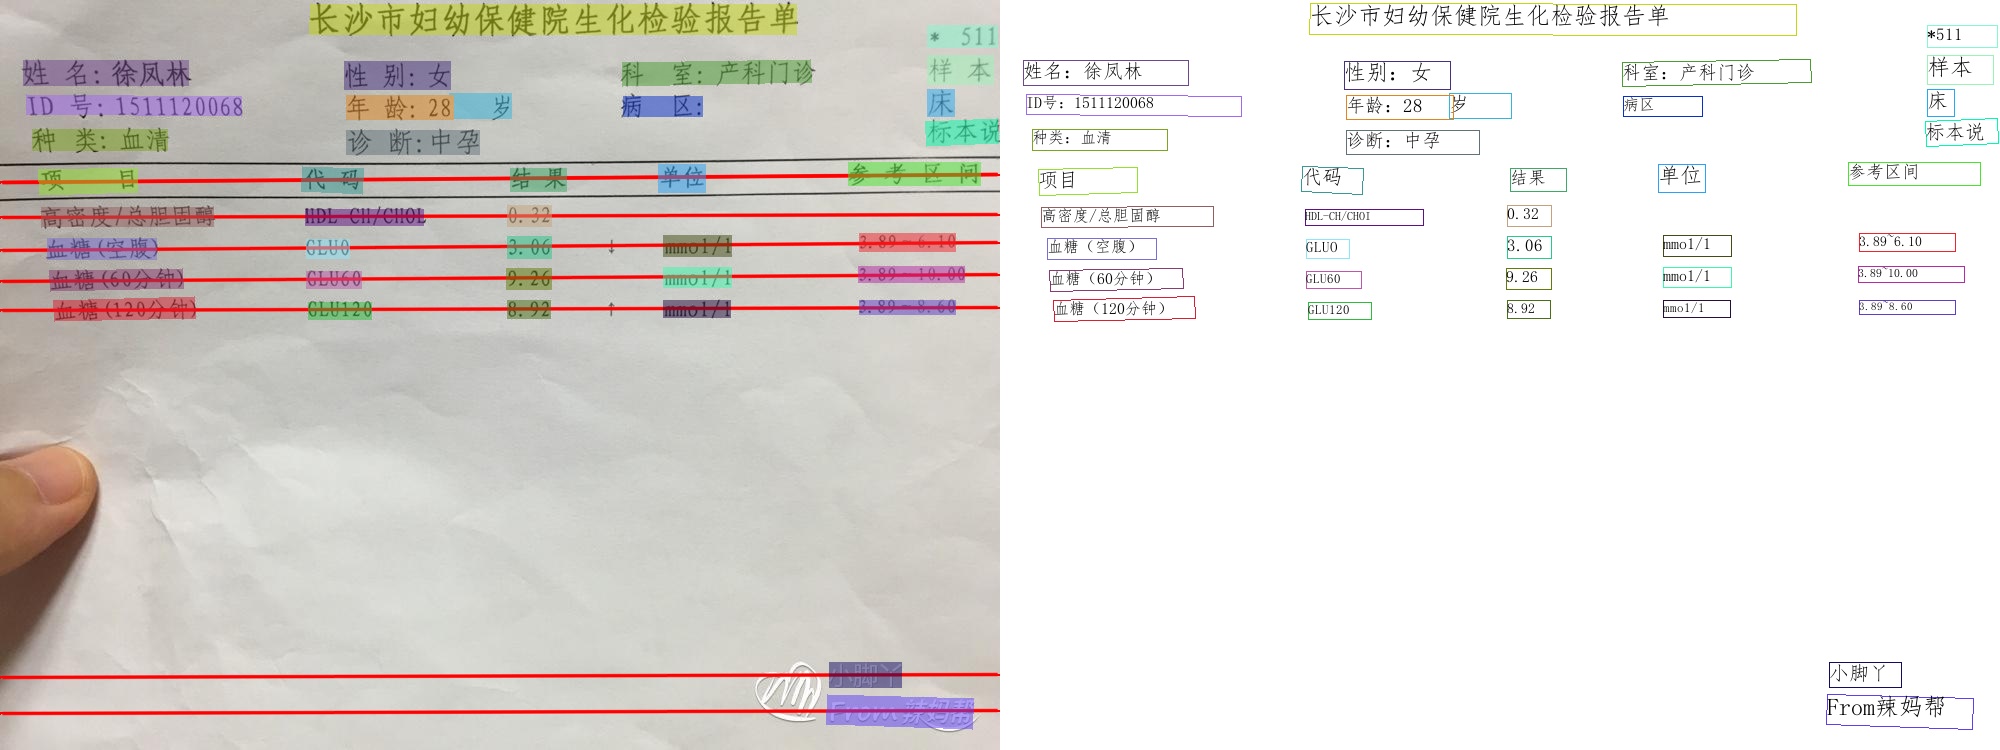 长沙市妇幼保健院生化检验报告单
* 511
姓 名: 徐凤林 性 别: 女 科 室: 产科门诊 样 本
ID 号: 1511120068 年 龄: 28 岁 病 区: 床
种 类: 血清 诊 断: 中孕 标本说
项 目 代 码 结 果 单位 参 考 区 间
高密度/总胆固醇 HDL-CH/CHOL 0.32
血糖(空腹) GLU0 3.06 ↓ mmol/l 3.89~6.10
血糖(60分钟) GLU60 9.26 mmol/l 3.89~10.00
血糖(120分钟) GLU120 8.92 ↑ mmol/l 3.89~8.60
小脚丫
From 辣妈帮
长沙市妇幼保健院生化检验报告单
*511
姓名: 徐凤林 性别: 女 科室: 产科门诊 样本
ID号: 1511120068 年龄: 28 岁 病区 床
种类: 血清 诊断: 中孕 标本说
项目 代码 结果 单位 参考区间
高密度/总胆固醇 HDL-CH/CHOI 0.32
血糖（空腹） GLUO 3.06 mmo1/1 3.89~6.10
血糖（60分钟） GLU60 9.26 mmo1/1 3.89~10.00
血糖（120分钟） GLU120 8.92 mmo1/1 3.89~8.60
小脚丫
From辣妈帮